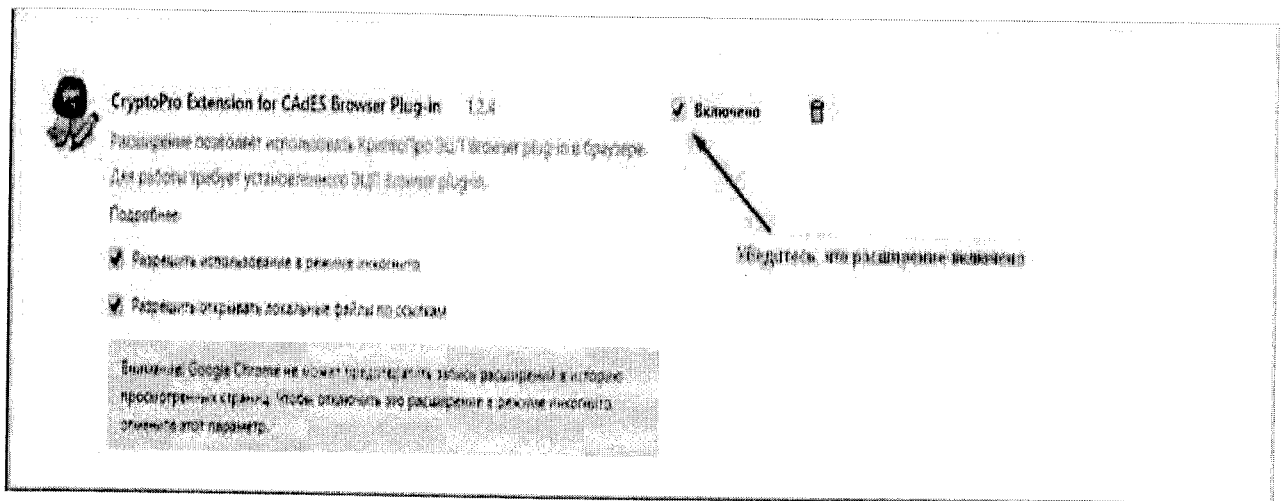 CryptoPro Extension for CAdES Browser Plug-in 1.2.4
Включено
Расширение позволяет использовать КриптоПро ЭЦП Browser plug-in в браузере.
Для работы требует установленного ЭЦП Browser plug-in.
Подробнее
Разрешить использование в режиме инкогнито
Убедитесь, что расширение включено
Разрешить открывать локальные файлы по ссылкам
Внимание! Google Chrome не может предотвратить запись расширений в историю
просмотренных страниц. Чтобы отключить это расширение в режиме инкогнито,
отмените этот параметр.